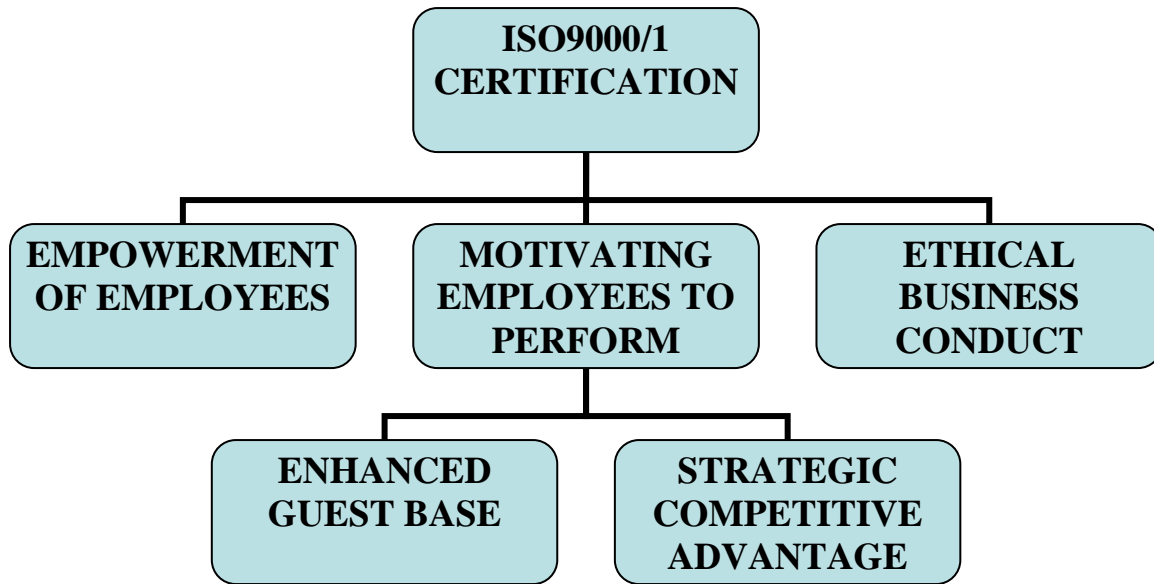 ISO9000/1
CERTIFICATION
EMPOWERMENT
OF EMPLOYEES
MOTIVATING
EMPLOYEES TO
PERFORM
ETHICAL
BUSINESS
CONDUCT
ENHANCED
GUEST BASE
STRATEGIC
COMPETITIVE
ADVANTAGE